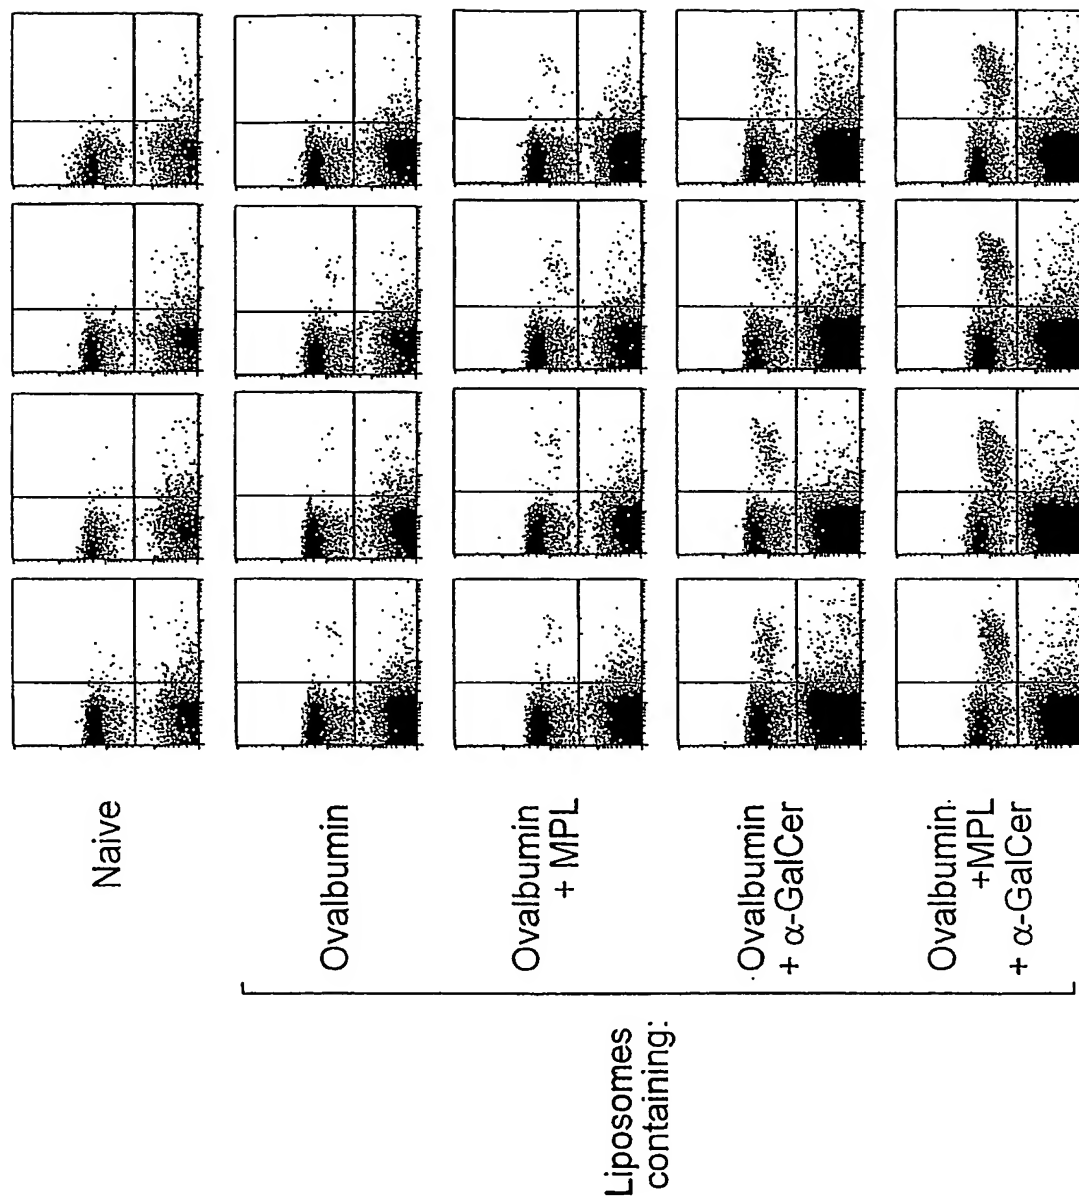 Naive
Ovalbumin
Ovalbumin
+ MPL
Ovalbumin
+ α-GalCer
Ovalbumin
+MPL
+ α-GalCer
Liposomes
containing: